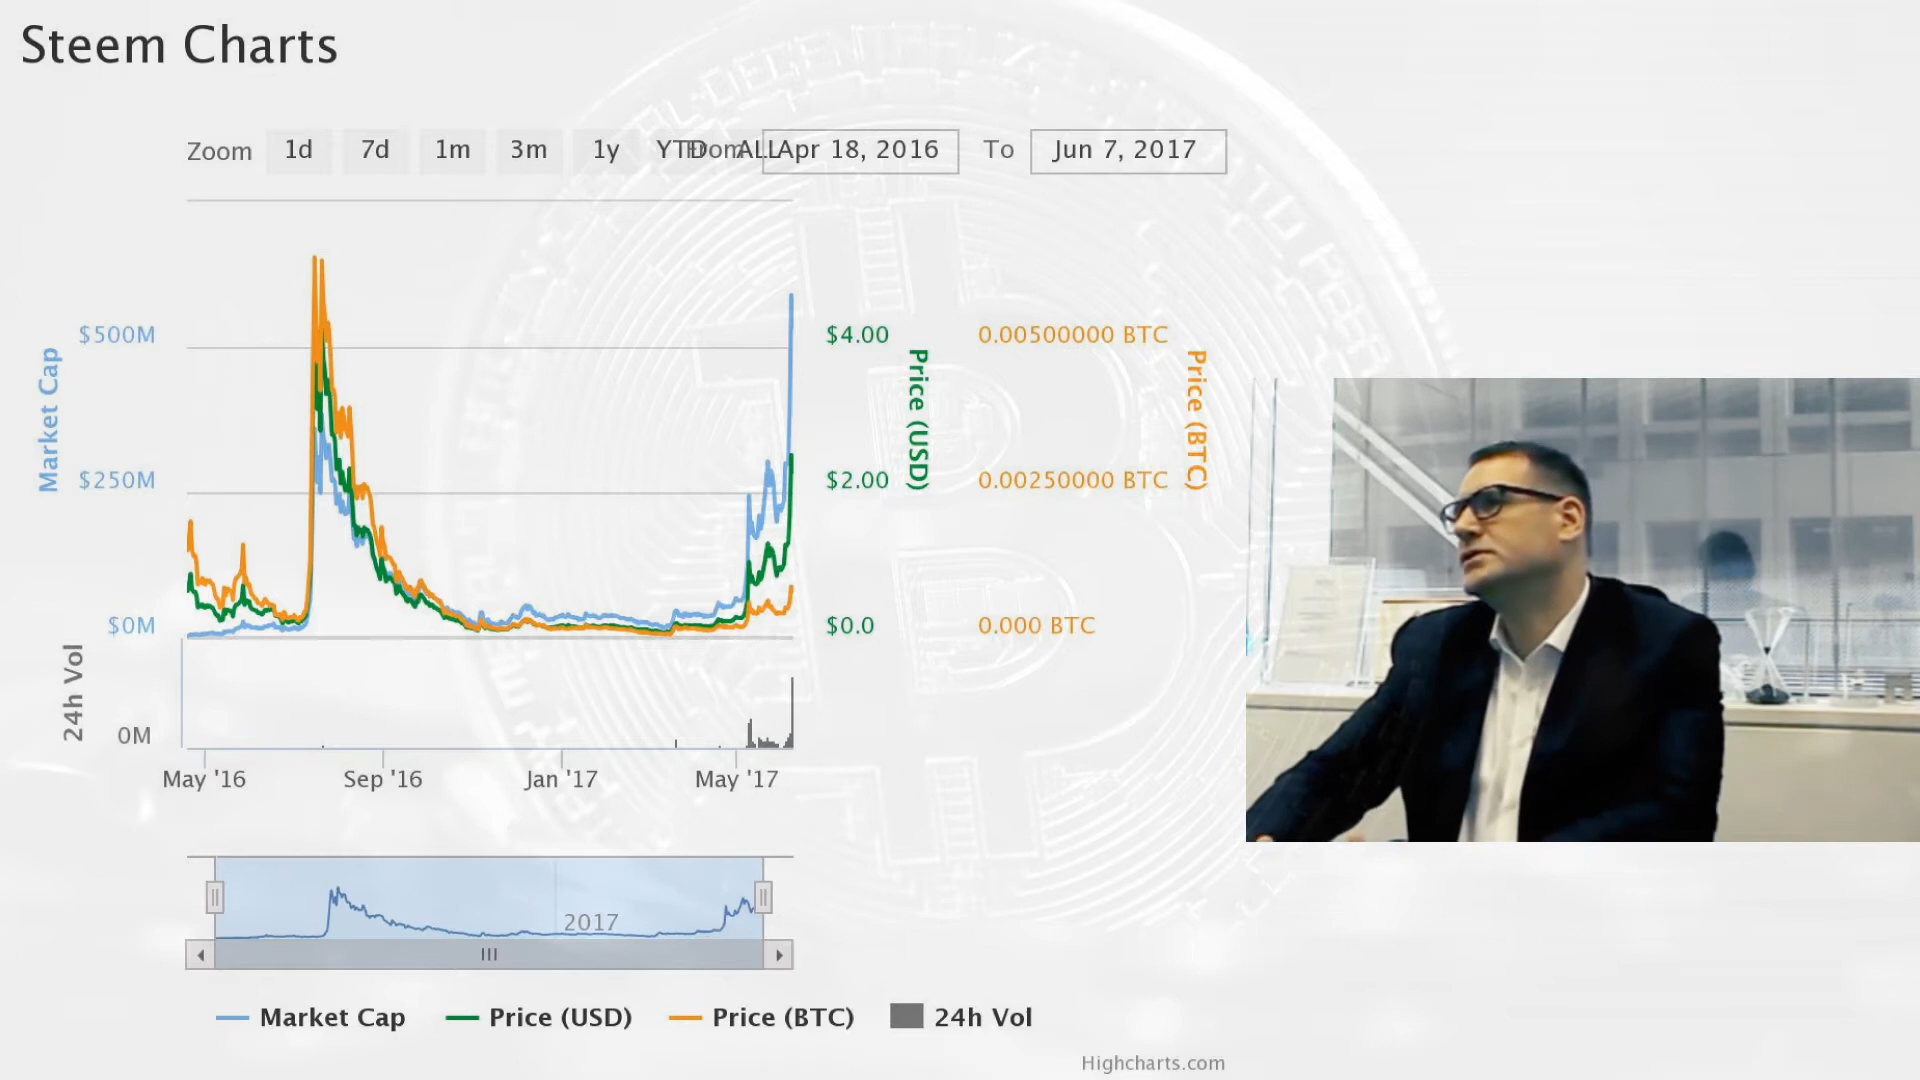 Steem Charts
Zoom 1d 7d 1m 3m 1y YTD From ALL Apr 18, 2016 To Jun 7, 2017
Market Cap
$500M
$250M
$0M
$4.00
$2.00
$0.0
Price (USD)
0.00500000 BTC
0.00250000 BTC
0.000 BTC
Price (BTC)
24h Vol
0M
May '16 Sep '16 Jan '17 May '17
2017
Market Cap Price (USD) Price (BTC) 24h Vol
Highcharts.com